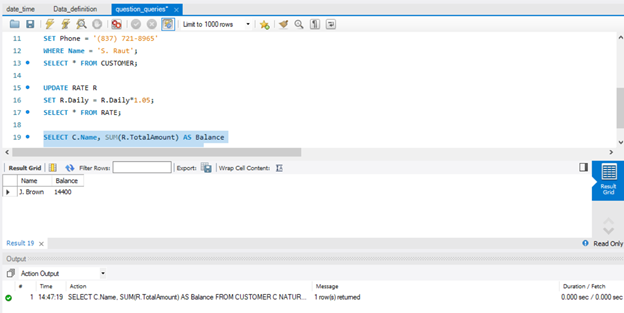 date_time Data_definition question_queries* ×
Limit to 1000 rows
11 SET Phone = '(837) 721-8965'
12 WHERE Name = 'S. Raut';
13 SELECT * FROM CUSTOMER;
14
15 UPDATE RATE R
16 SET R.Daily = R.Daily*1.05;
17 SELECT * FROM RATE;
18
19 SELECT C.Name, SUM(R.TotalAmount) AS Balance
Result Grid Filter Rows: Export: Wrap Cell Content:
Name Balance
J. Brown 14400
Result
Grid
Result 19 × Read Only
Output
Action Output
# Time Action Message Duration / Fetch
1 14:47:19 SELECT C.Name, SUM(R.TotalAmount) AS Balance FROM CUSTOMER C NATUR... 1 row(s) returned 0.000 sec / 0.000 sec